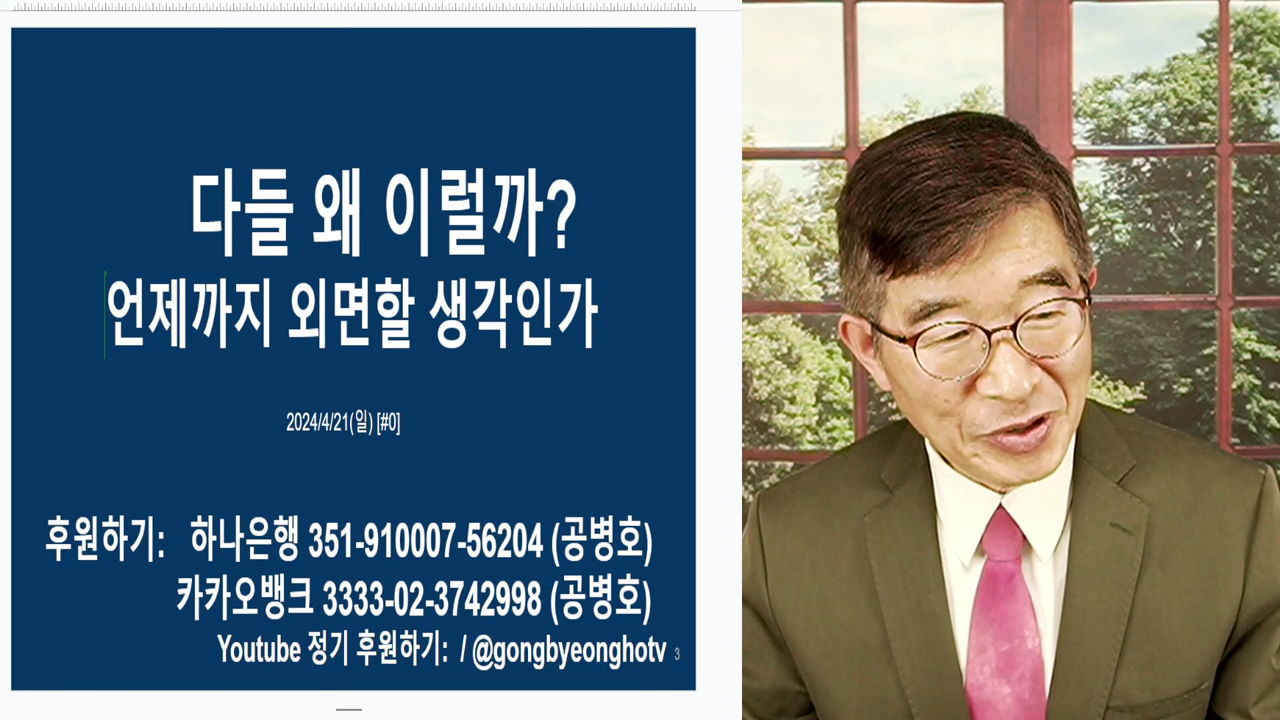 다들 왜 이럴까?
언제까지 외면할 생각인가
2024/4/21(일) [#0]
후원하기: 하나은행 351-910007-56204 (공병호)
카카오뱅크 3333-02-3742998 (공병호)
Youtube 정기 후원하기: / @gongbyeonghotv 3